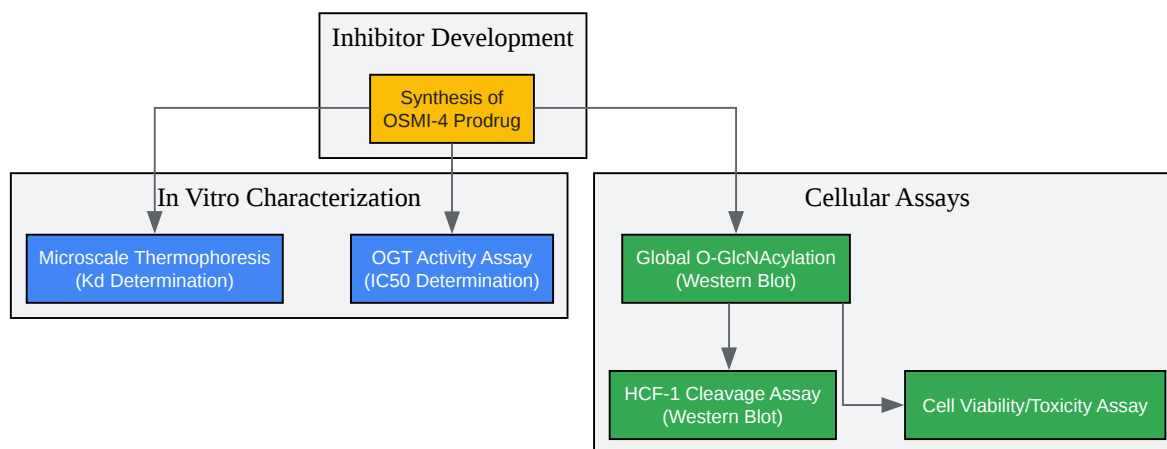 Inhibitor Development
Synthesis of
OSMI-4 Prodrug
In Vitro Characterization
Microscale Thermophoresis
(Kd Determination)
OGT Activity Assay
(IC50 Determination)
Cellular Assays
Global O-GlcNAcylation
(Western Blot)
HCF-1 Cleavage Assay
(Western Blot)
Cell Viability/Toxicity Assay